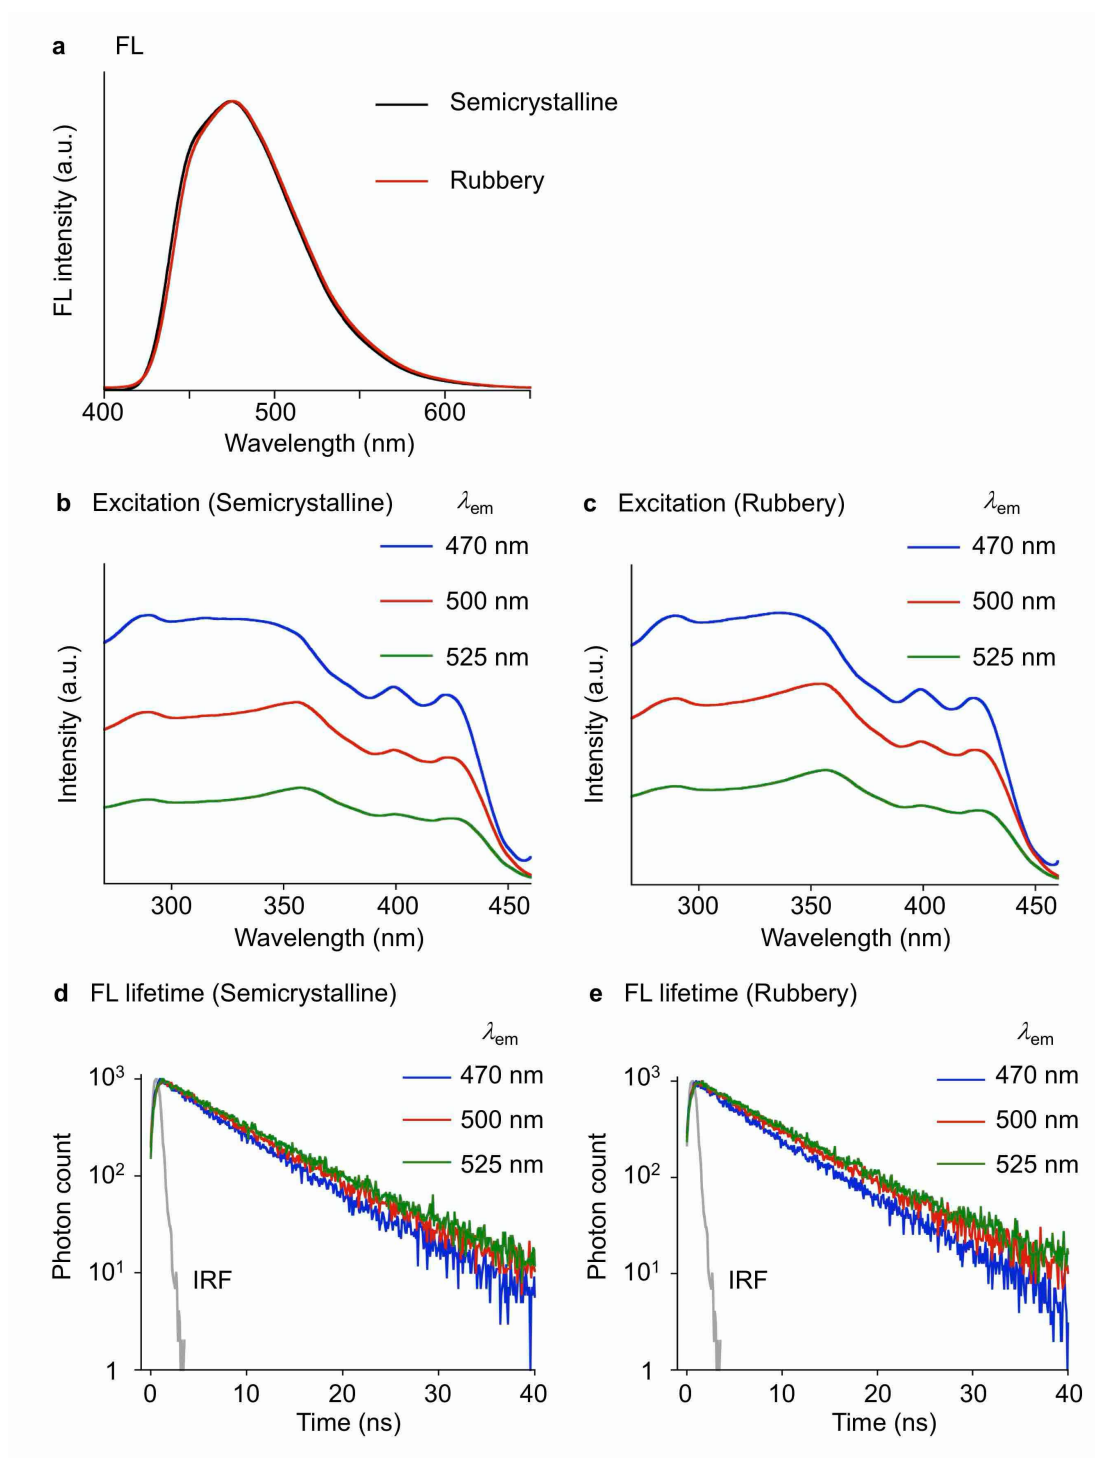 a FL
Semicrystalline
Rubbery
FL intensity (a.u.)
400 500 600
Wavelength (nm)
b Excitation (Semicrystalline) λem
470 nm
500 nm
525 nm
Intensity (a.u.)
300 350 400 450
Wavelength (nm)
c Excitation (Rubbery) λem
470 nm
500 nm
525 nm
Intensity (a.u.)
300 350 400 450
Wavelength (nm)
d FL lifetime (Semicrystalline)
λem
470 nm
500 nm
525 nm
Photon count
10³
10²
10¹
1
IRF
0 10 20 30 40
Time (ns)
e FL lifetime (Rubbery)
λem
470 nm
500 nm
525 nm
Photon count
10³
10²
10¹
1
IRF
0 10 20 30 40
Time (ns)